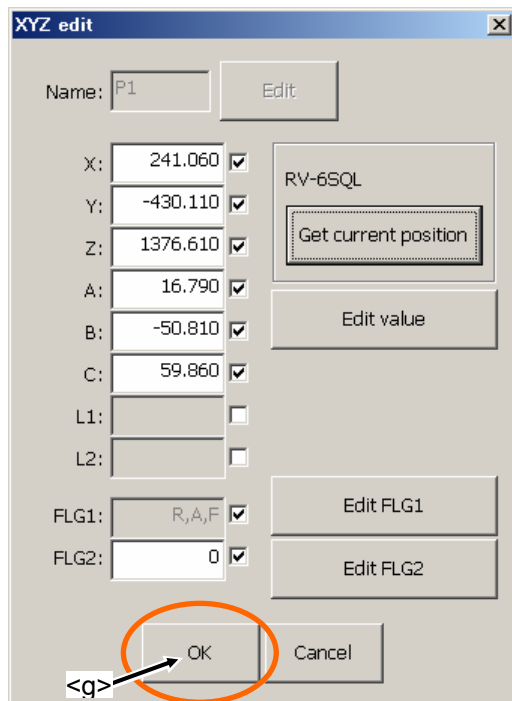 XYZ edit
Name: P1 Edit
X: 241.060
RV-6SQL
Y: -430.110
Get current position
Z: 1376.610
A: 16.790
Edit value
B: -50.810
C: 59.860
L1:
L2:
FLG1: R,A,F Edit FLG1
FLG2: 0 Edit FLG2
OK Cancel
<g>